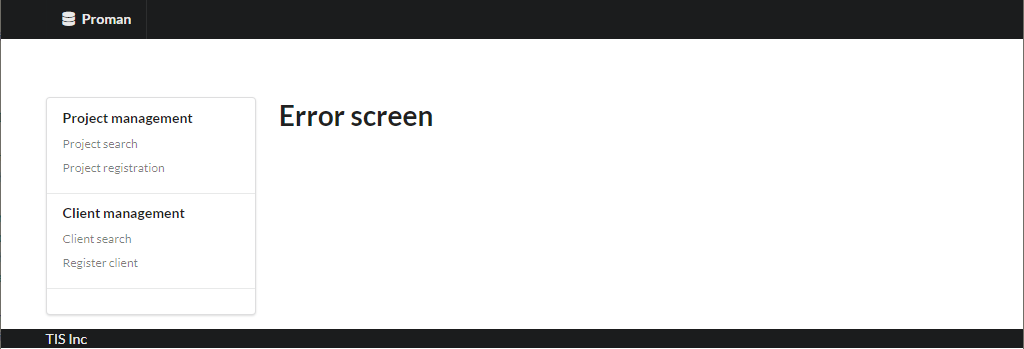 Proman
Project management
Project search
Project registration
Client management
Client search
Register client
Error screen
TIS Inc